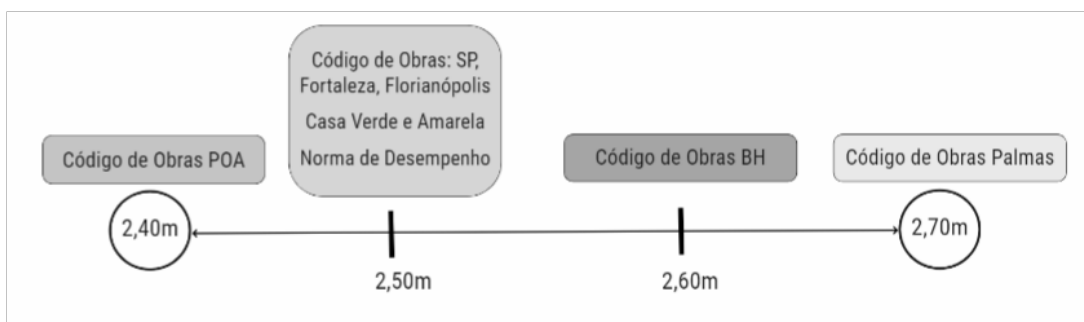 Código de Obras: SP,
Fortaleza, Florianópolis
Casa Verde e Amarela
Norma de Desempenho
Código de Obras POA
Código de Obras BH
Código de Obras Palmas
2,40m
2,70m
2,50m
2,60m